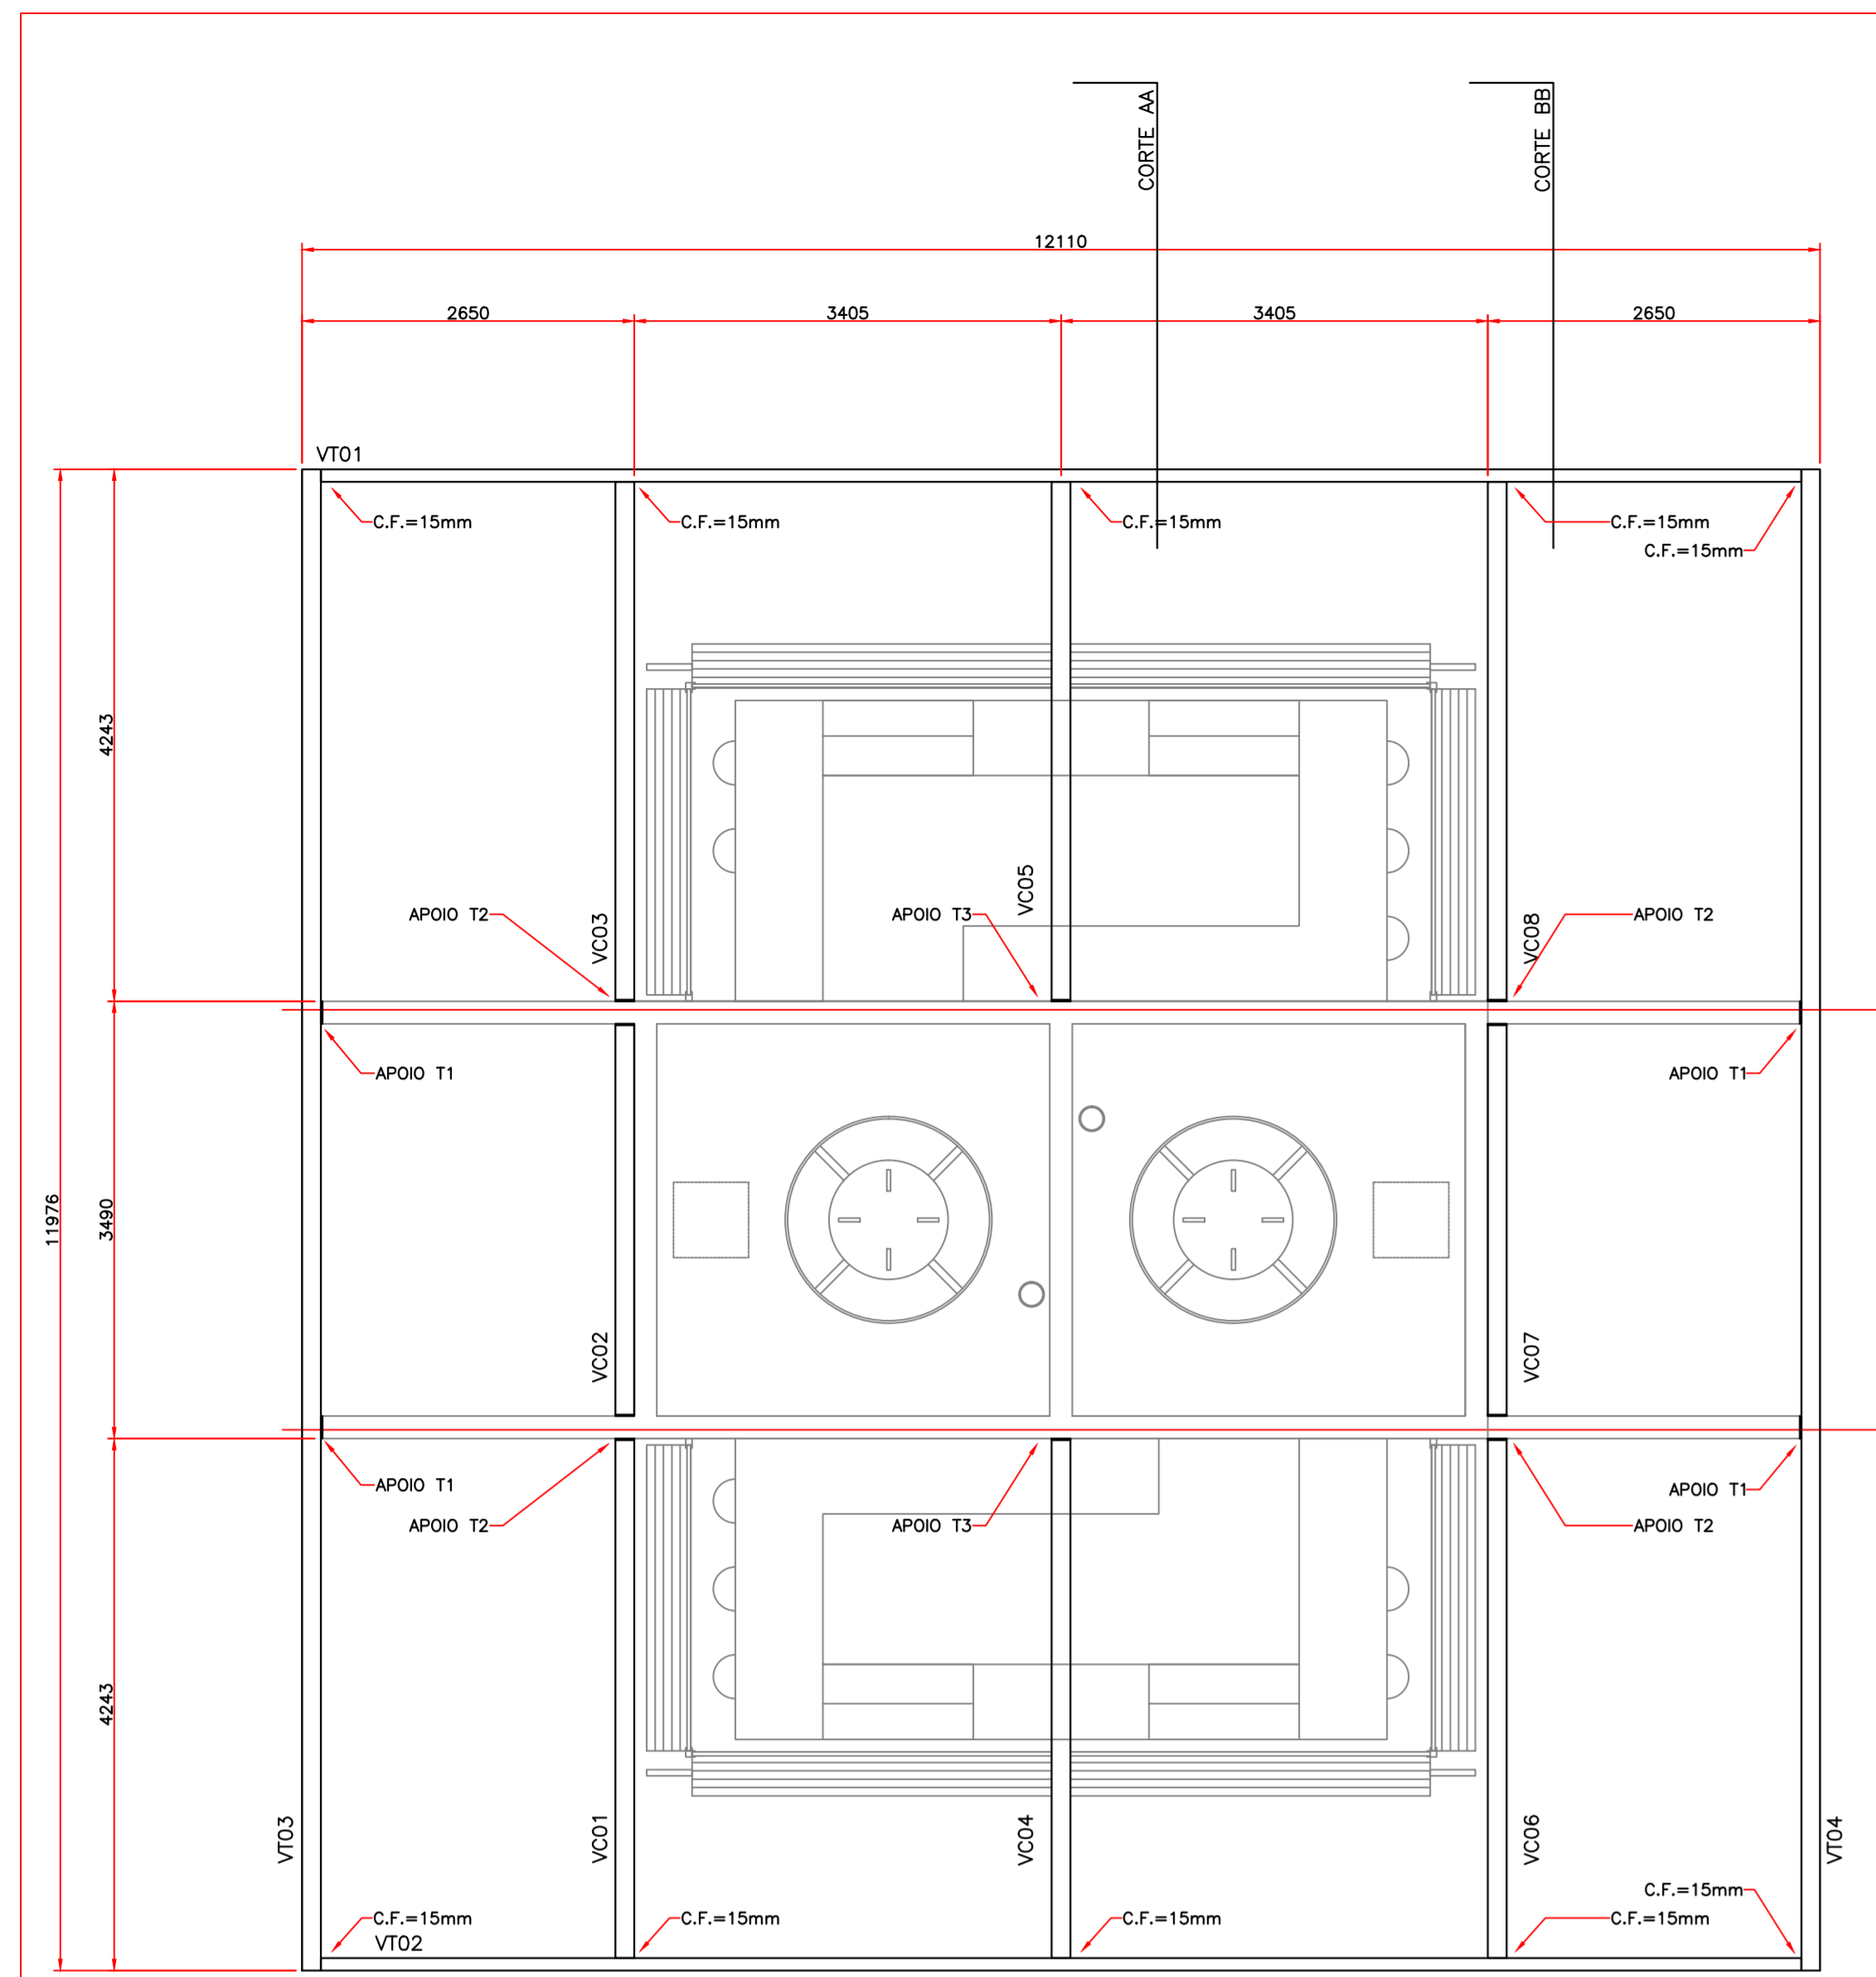 CORTE AA
CORTE BB
12110
2650
3405
3405
2650
VT01
C.F.=15mm
C.F.=15mm
C.F.=15mm
C.F.=15mm
C.F.=15mm
4243
VC05
APOIO T2
VC03
APOIO T3
VC08
APOIO T2
APOIO T1
APOIO T1
11976
3490
VC02
VC07
APOIO T1
APOIO T1
APOIO T2
APOIO T3
APOIO T2
4243
VT03
VC01
VC04
VC06
VT04
C.F.=15mm
C.F.=15mm
C.F.=15mm
C.F.=15mm
C.F.=15mm
VT02